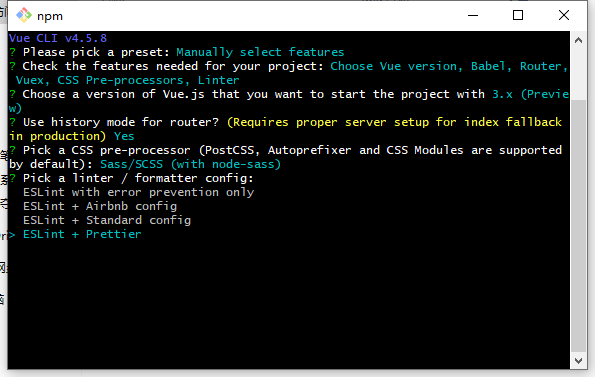 npm
Vue CLI v4.5.8
? Please pick a preset: Manually select features
? Check the features needed for your project: Choose Vue version, Babel, Router,
Vuex, CSS Pre-processors, Linter
? Choose a version of Vue.js that you want to start the project with 3.x (Previe
w)
? Use history mode for router? (Requires proper server setup for index fallback
in production) Yes
? Pick a CSS pre-processor (PostCSS, Autoprefixer and CSS Modules are supported
by default): Sass/SCSS (with node-sass)
? Pick a linter / formatter config:
ESLint with error prevention only
ESLint + Airbnb config
ESLint + Standard config
> ESLint + Prettier